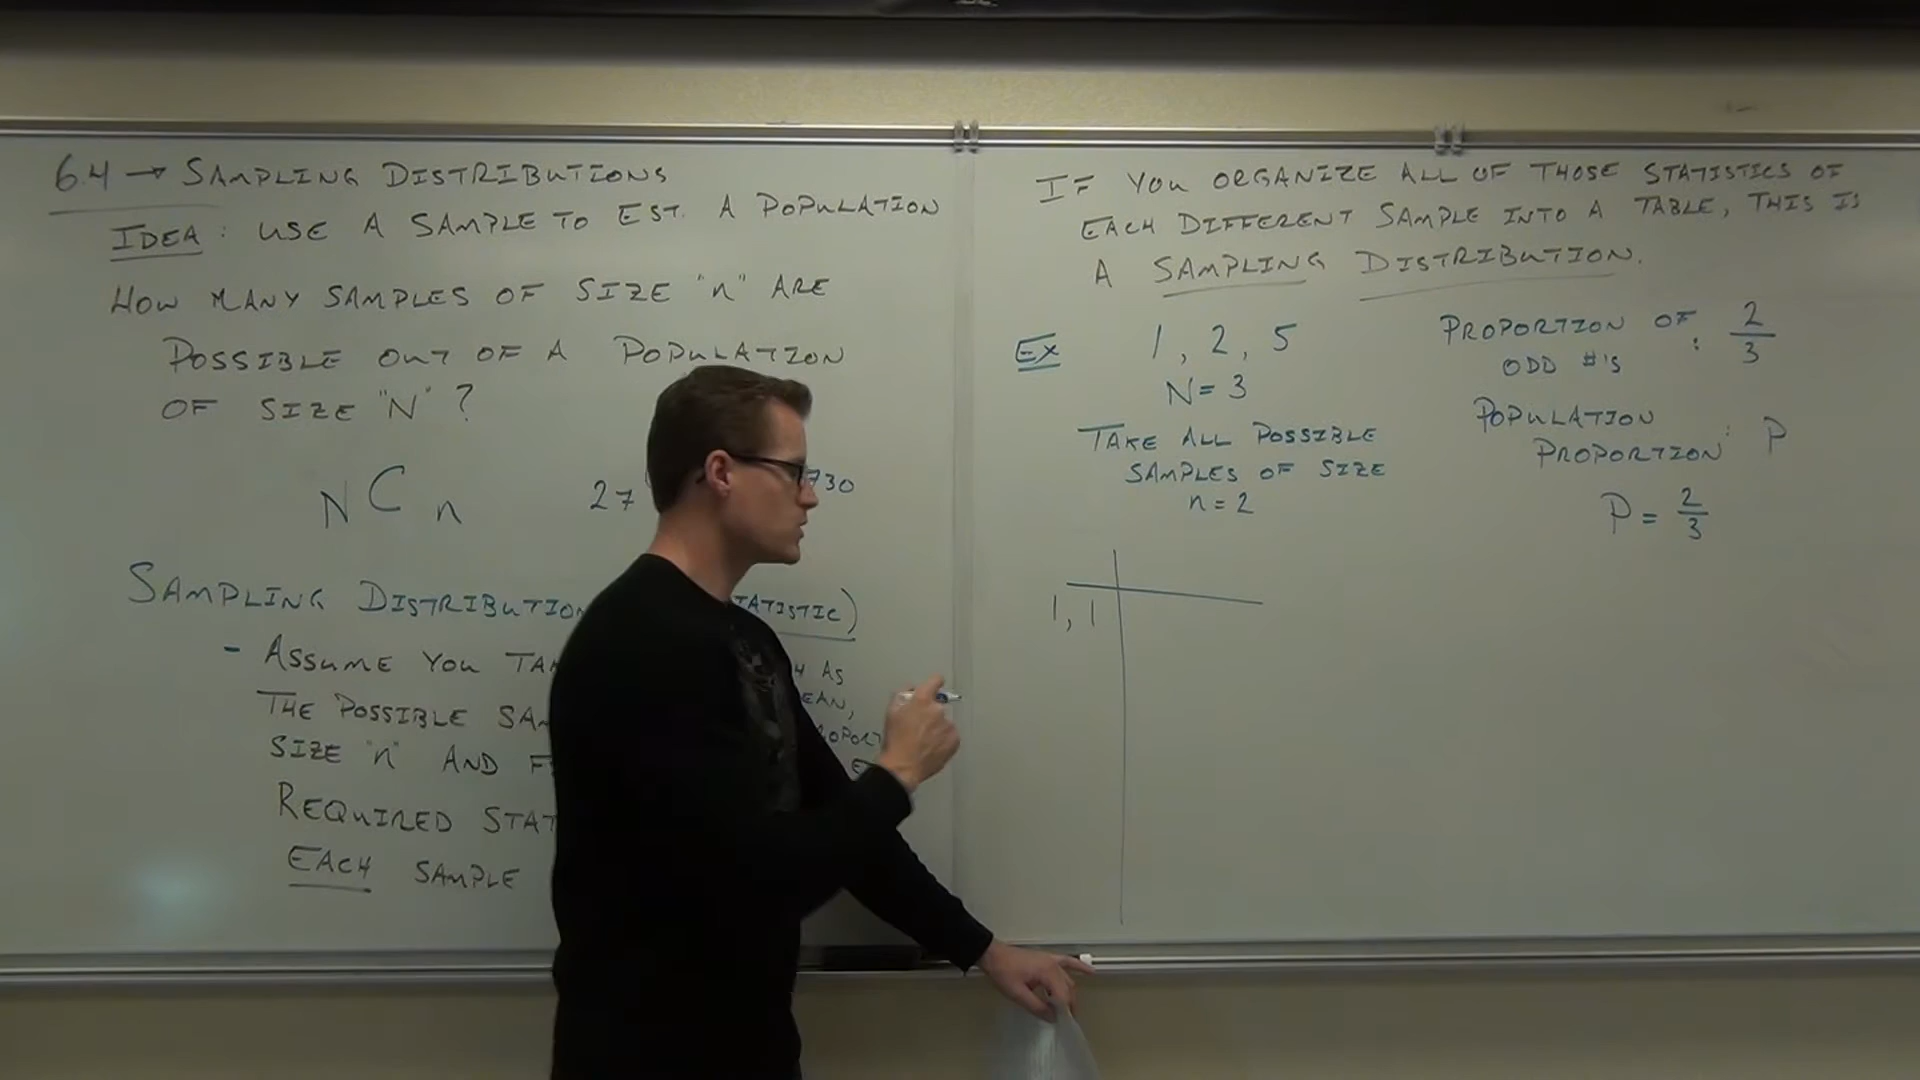 6.4 → SAMPLING DISTRIBUTIONS
IDEA: USE A SAMPLE TO EST. A POPULATION
HOW MANY SAMPLES OF SIZE "n" ARE
POSSIBLE OUT OF A POPULATION
OF SIZE "N"?
N C n
27
730
SAMPLING DISTRIBUTION TATISTIC)
- ASSUME YOU TA AS
THE POSSIBLE SA EAN,
SIZE "n" AND F OPORT
REQUIRED STAT
EACH SAMPLE
IF YOU ORGANIZE ALL OF THOSE STATISTICS OF
EACH DIFFERENT SAMPLE INTO A TABLE, THIS IS
A SAMPLING DISTRIBUTION.
EX 1, 2, 5
N = 3
TAKE ALL POSSIBLE
SAMPLES OF SIZE
n = 2
1, 1
PROPORTION OF : 2/3
ODD #'S
POPULATION
PROPORTION : P
P = 2/3